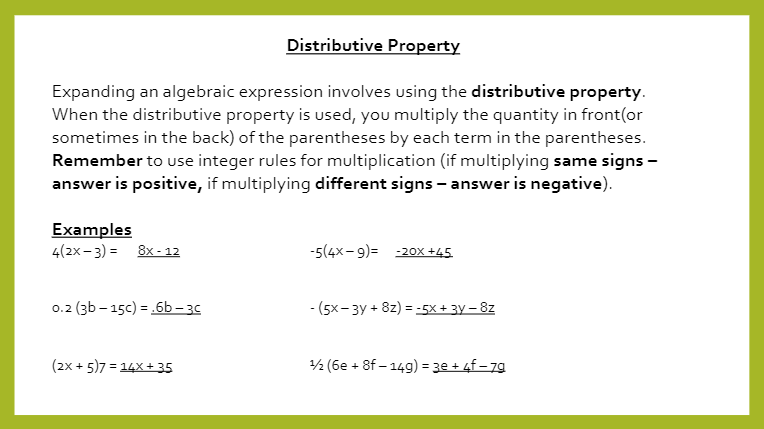 Distributive Property
Expanding an algebraic expression involves using the distributive property.
When the distributive property is used, you multiply the quantity in front(or
sometimes in the back) of the parentheses by each term in the parentheses.
Remember to use integer rules for multiplication (if multiplying same signs –
answer is positive, if multiplying different signs – answer is negative).
Examples
4(2x – 3) = 8x - 12 -5(4x – 9)= -20x +45
0.2 (3b – 15c) = .6b – 3c - (5x – 3y + 8z) = -5x + 3y – 8z
(2x + 5)7 = 14x + 35 ½ (6e + 8f – 14g) = 3e + 4f – 7g